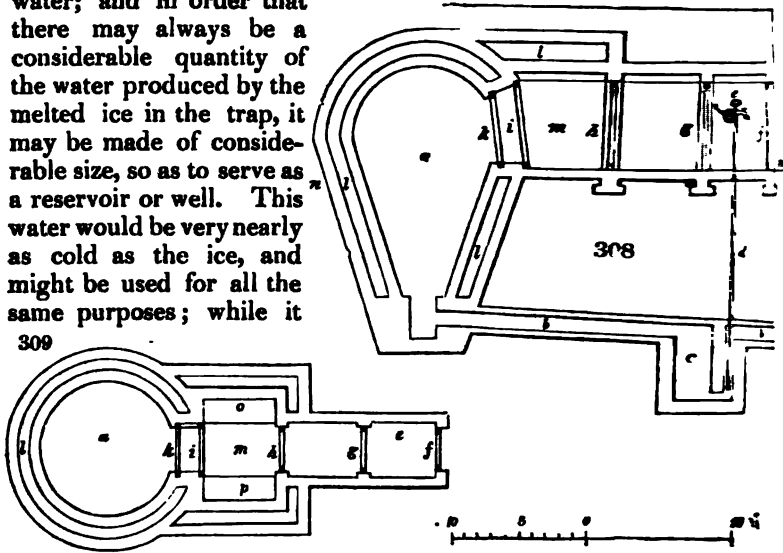 water; and in order that
there may always be a
considerable quantity of
the water produced by the
melted ice in the trap, it
may be made of conside-
rable size, so as to serve as
a reservoir or well. This
water would be very nearly
as cold as the ice, and
might be used for all the
same purposes; while it
308
l
k i m h g e f
a
n l
l
d
b b
c
309
o
a l k i m h g e f
p
10 5 0